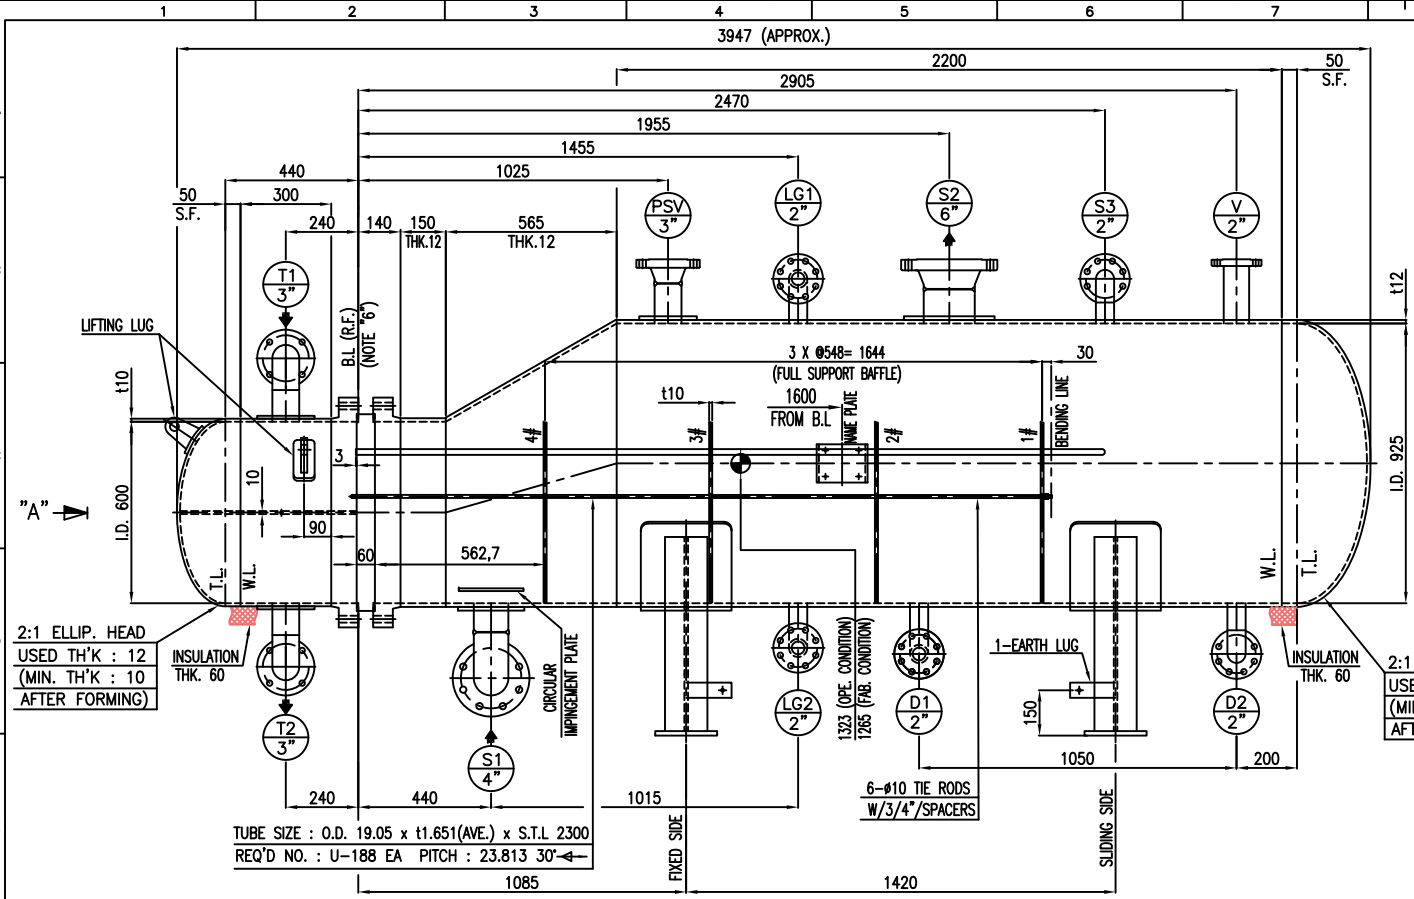 1 2 3 4 5 6 7
3947 (APPROX.)
2200 50
S.F.
2905
2470
1955
1455
440 1025
50 300
S.F.
240 140 150 565
THK.12 THK.12
PSV
3"
LG1
2"
S2
6"
S3
2"
V
2"
T1
3"
t12
LIFTING LUG
B.L (R.F.)
(NOTE "6")
3 X @548= 1644 30
(FULL SUPPORT BAFFLE)
t10
t10
1600
FROM B.L
NAME PLATE
BENDING LINE
4# 3# 2# 1#
3
10
I.D. 925
"A"
I.D. 600
90
60 562,7
T.L. W.L.
W.L. T.L.
2:1 ELLIP. HEAD
USED TH'K : 12
(MIN. TH'K : 10
AFTER FORMING)
INSULATION
THK. 60
CIRCULAR
IMPINGEMENT PLATE
1323 (OPE. CONDITION)
1265 (FAB. CONDITION)
1-EARTH LUG
150
INSULATION
THK. 60
2:1
USE
(MI
AFT
T2
3"
S1
4"
LG2
2"
D1
2"
D2
2"
1050 200
240 440 1015
6-ø10 TIE RODS
W/3/4"/SPACERS
TUBE SIZE : O.D. 19.05 x t1.651(AVE.) x S.T.L 2300
REQ'D NO. : U-188 EA PITCH : 23.813 30°
FIXED SIDE
SLIDING SIDE
1085 1420